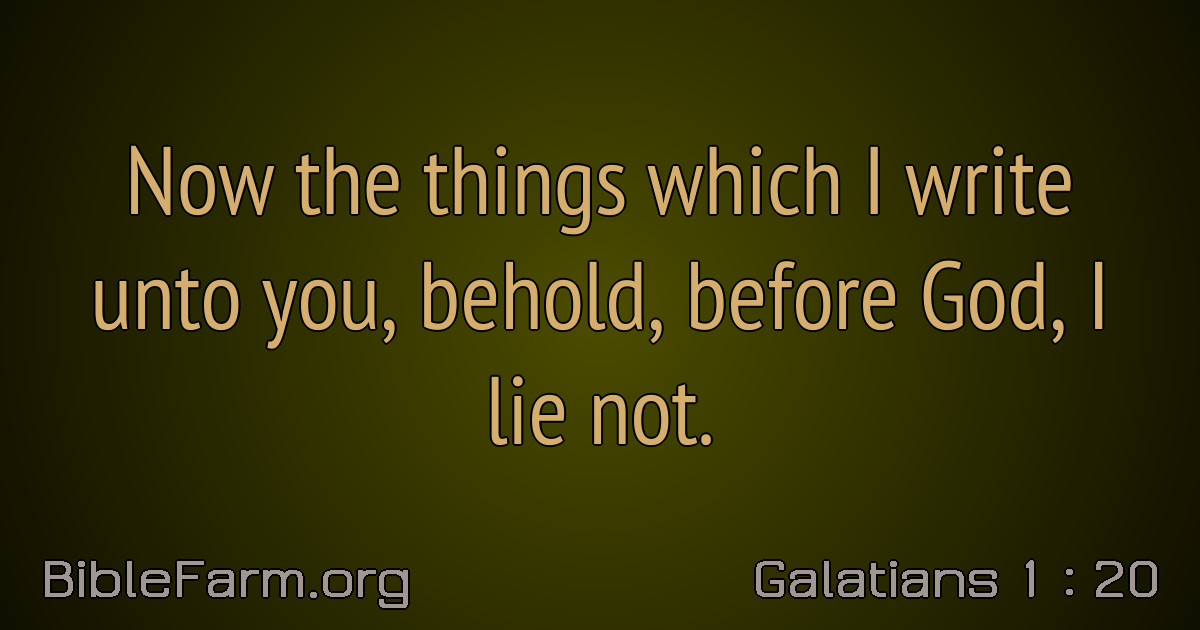 Now the things which I write
unto you, behold, before God, I
lie not.
BibleFarm.org
Galatians 1 : 20